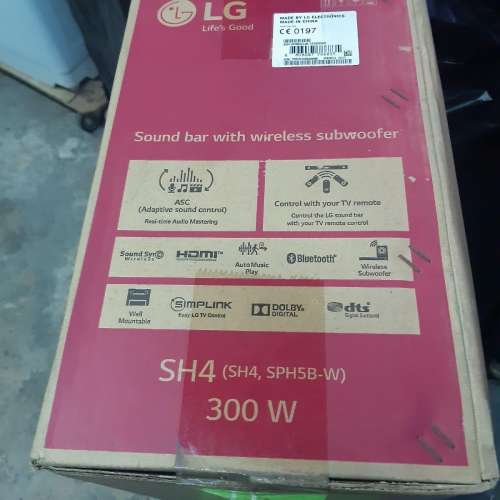 LG
Life's Good
MADE BY LG ELECTRONICS
MADE IN CHINA
CE 0197
Sound bar with wireless subwoofer
ASC
(Adaptive sound control)
Real-time Audio Mastering
Control with your TV remote
Control the LG sound bar
with your TV remote control
Sound Sync
Wireless
HDMI
Auto Music
Play
Bluetooth
Wireless
Subwoofer
Well
Mountable
SIMPLINK
Easy LG TV Control
DOLBY
DIGITAL
dts
Digital Surround
SH4 (SH4, SPH5B-W)
300 W